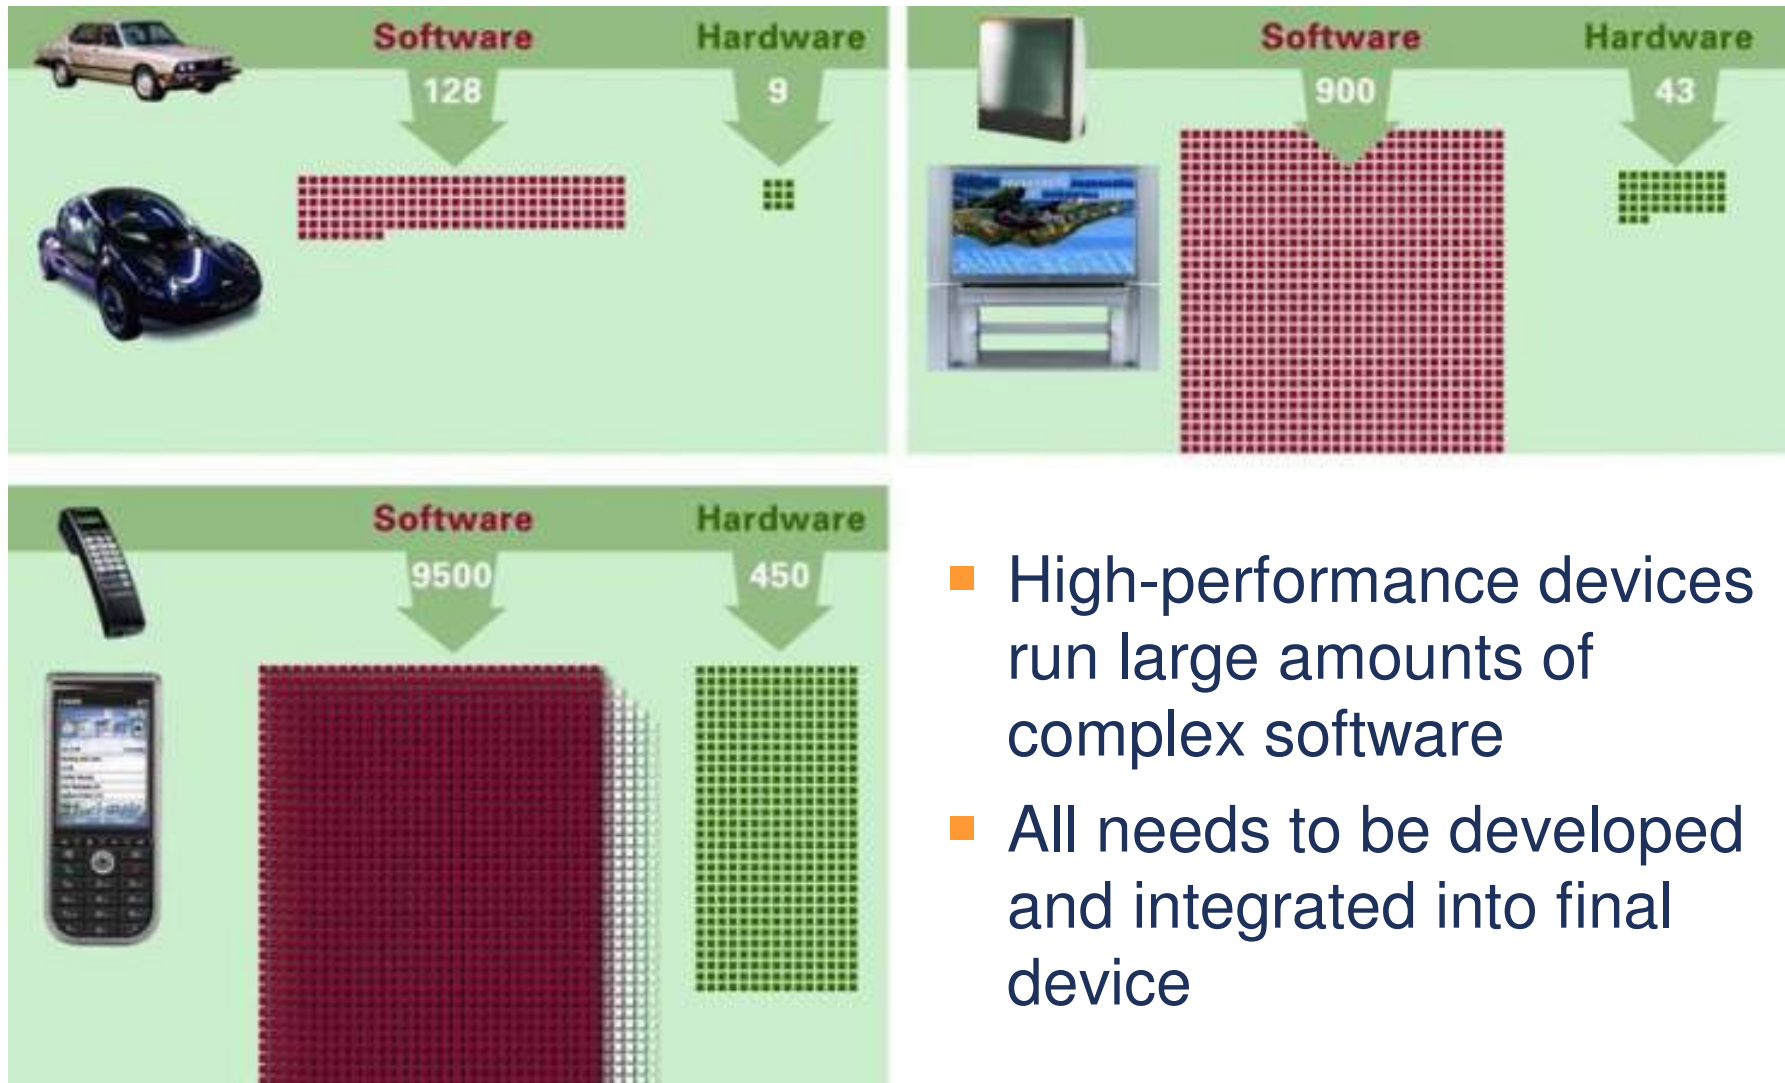 Software Hardware
128 9
Software Hardware
900 43
Software Hardware
9500 450
High-performance devices
run large amounts of
complex software
All needs to be developed
and integrated into final
device